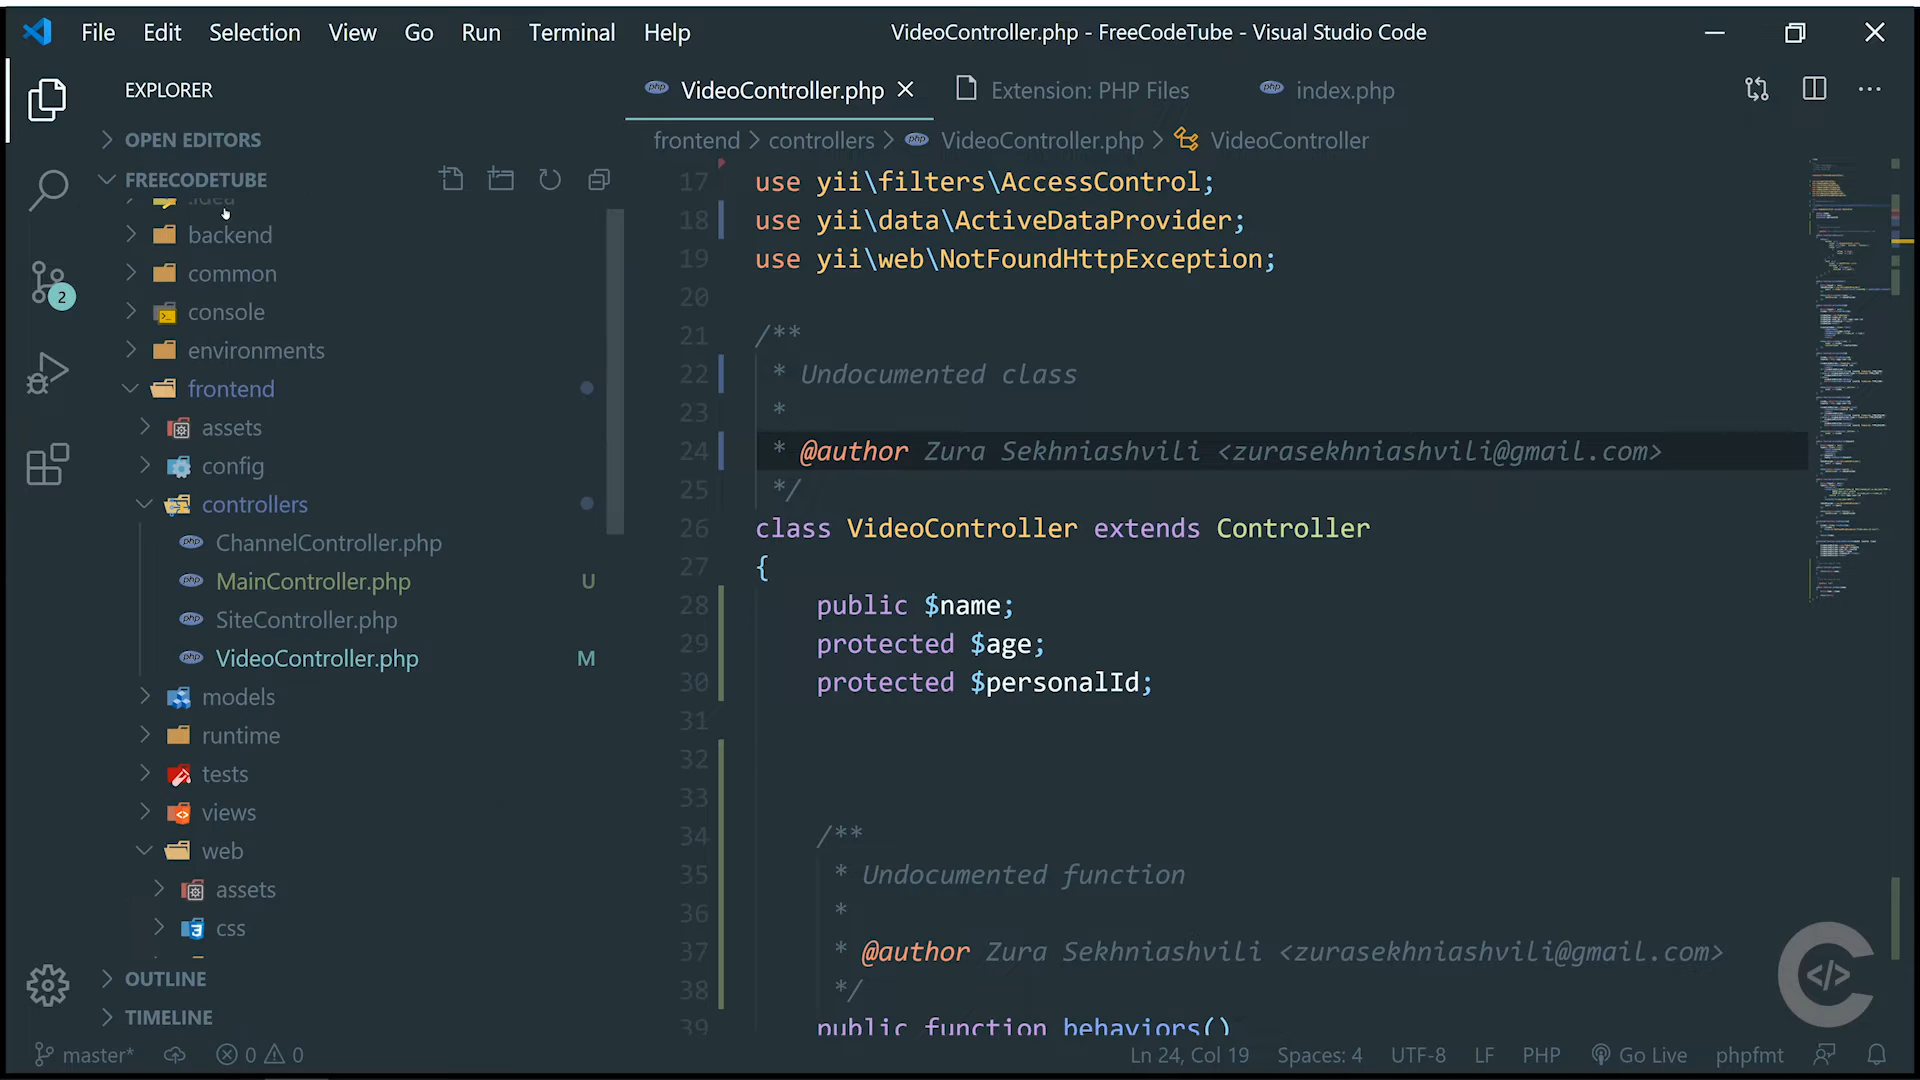 File Edit Selection View Go Run Terminal Help
VideoController.php - FreeCodeTube - Visual Studio Code
EXPLORER
OPEN EDITORS
FREECODETUBE
.idea
backend
common
console
environments
frontend
assets
config
controllers
ChannelController.php
MainController.php U
SiteController.php
VideoController.php M
models
runtime
tests
views
web
assets
css
OUTLINE
TIMELINE
2
VideoController.php
Extension: PHP Files
index.php
frontend > controllers > VideoController.php > VideoController
17 use yii\filters\AccessControl;
18 use yii\data\ActiveDataProvider;
19 use yii\web\NotFoundHttpException;
20
21 /**
22 * Undocumented class
23 *
24 * @author Zura Sekhniashvili <zurasekhniashvili@gmail.com>
25 */
26 class VideoController extends Controller
27 {
28 public $name;
29 protected $age;
30 protected $personalId;
31
32
33
34 /**
35 * Undocumented function
36 *
37 * @author Zura Sekhniashvili <zurasekhniashvili@gmail.com>
38 */
39 public function behaviors()
master* 0 0 Ln 24, Col 19 Spaces: 4 UTF-8 LF PHP Go Live phpfmt